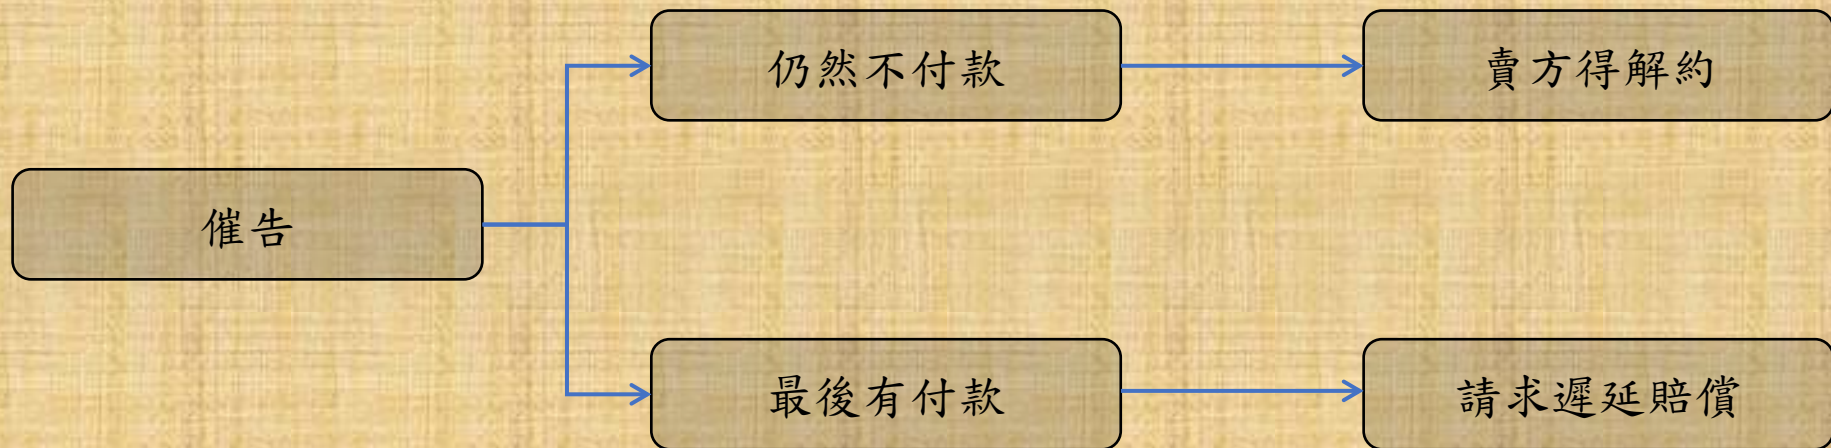 仍然不付款
賣方得解約
催告
最後有付款
請求遲延賠償